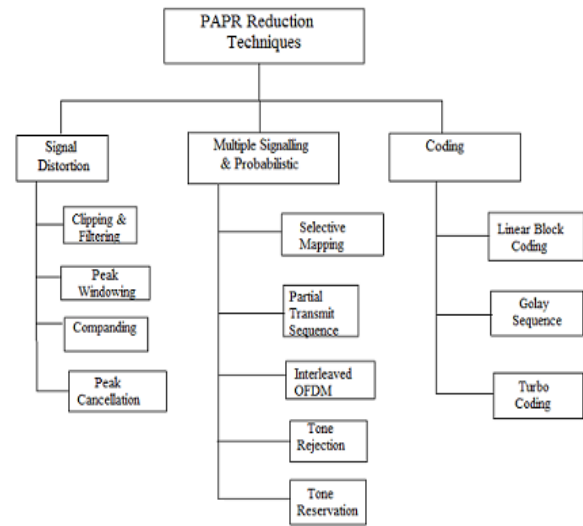 PAPR Reduction
Techniques
Signal
Distortion
Clipping &
Filtering
Peak
Windowing
Companding
Peak
Cancellation
Multiple Signalling
& Probabilistic
Selective
Mapping
Partial
Transmit
Sequence
Interleaved
OFDM
Tone
Rejection
Tone
Reservation
Coding
Linear Block
Coding
Golay
Sequence
Turbo
Coding